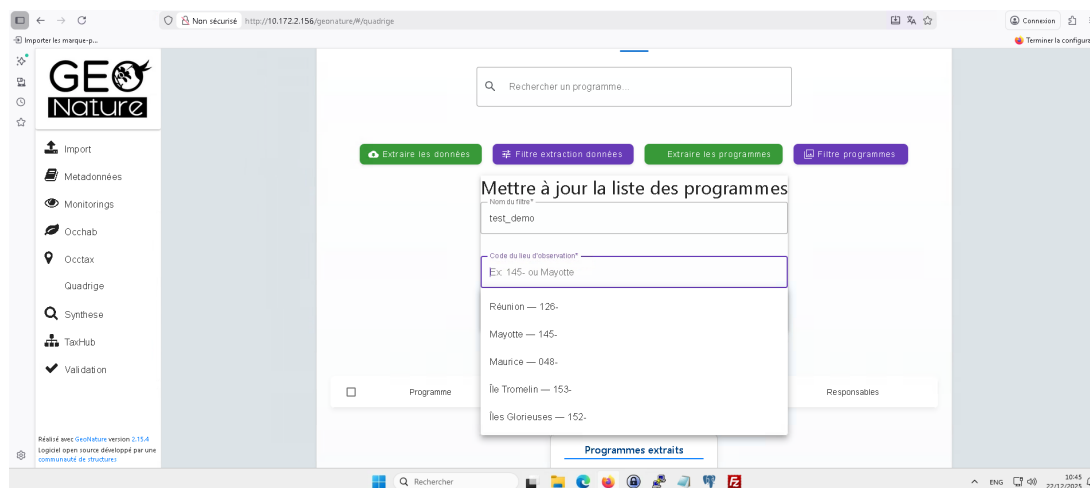 Non sécurisé http://10.172.2.156/geonature/#/quadrige
Connexion
Importer les marque-p...
Terminer la configura
GEO
Nature
Import
Metadonnées
Monitorings
Occhab
Occtax
Quadrige
Synthese
TaxHub
Validation
Réalisé avec GeoNature version 2.15.4
Logiciel open source développé par une
communauté de structures
Rechercher un programme...
Extraire les données
Filtre extraction données
Extraire les programmes
Filtre programmes
Mettre à jour la liste des programmes
Nom du filtre*
test_demo
Code du lieu d'observation*
Ex: 145- ou Mayotte
Réunion — 126-
Mayotte — 145-
Maurice — 048-
Île Tromelin — 153-
Îles Glorieuses — 152-
Programme
Responsables
Programmes extraits
Rechercher
ENG
10:45
22/12/2025